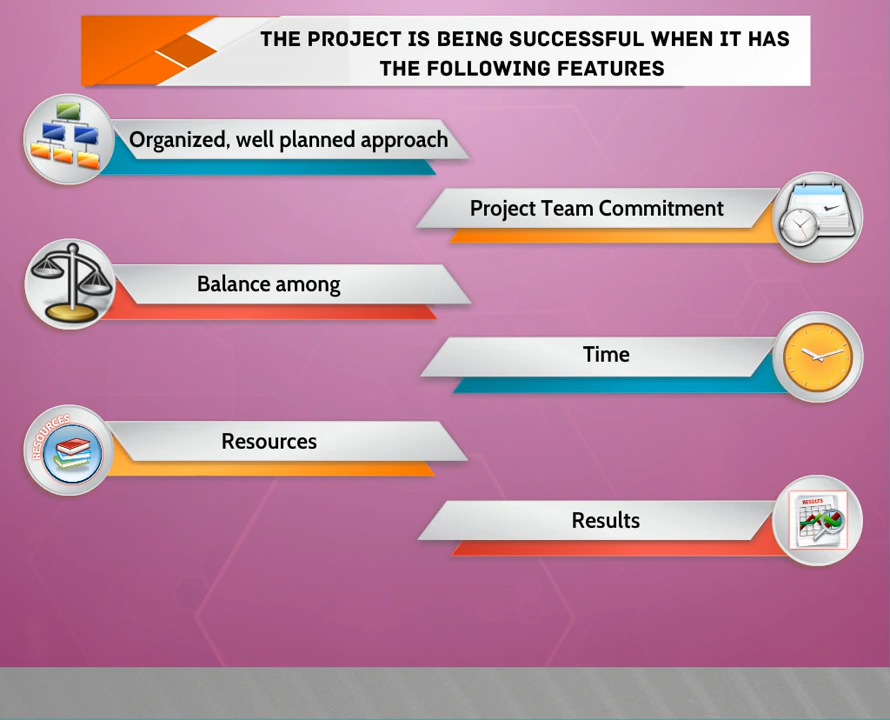 THE PROJECT IS BEING SUCCESSFUL WHEN IT HAS
THE FOLLOWING FEATURES
Organized, well planned approach
Project Team Commitment
Balance among
Time
RESOURCES
Resources
Results
RESULTS